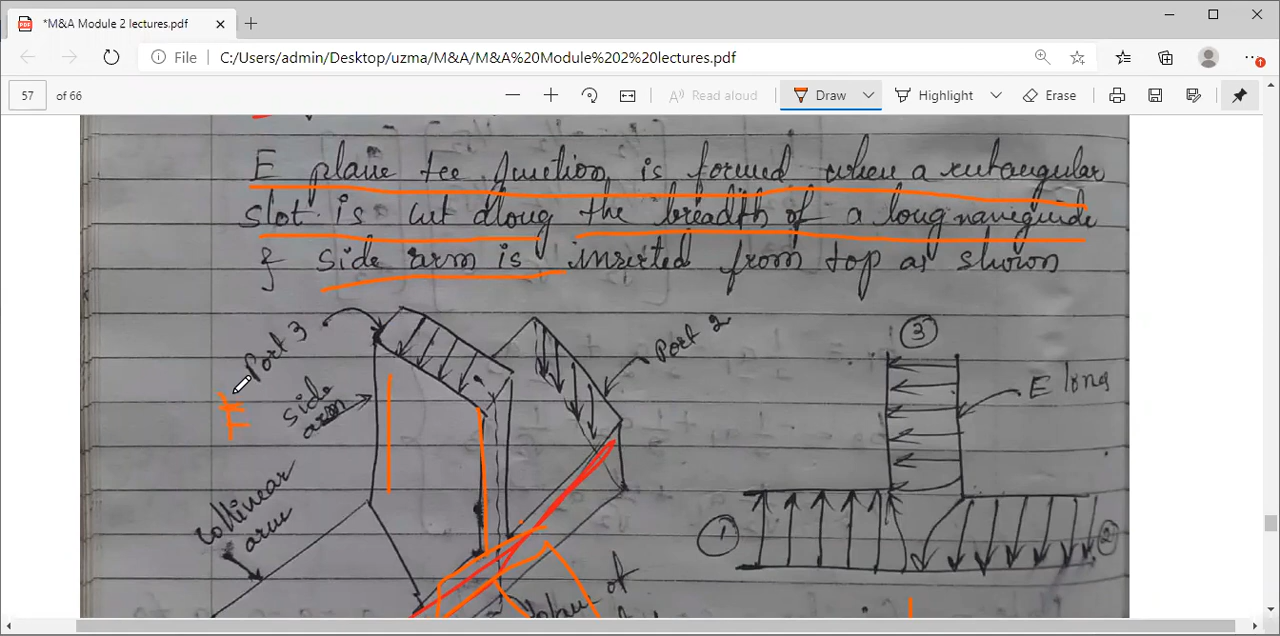 *M&A Module 2 lectures.pdf
File C:/Users/admin/Desktop/uzma/M&A/M&A%20Module%202%20lectures.pdf
57 of 66 Read aloud Draw Highlight Erase
E plane tee junction is formed when a rectangular
slot is cut along the breadth of a long waveguide
& side arm is inserted from top as shown
Port 3
Port 2
3
side
arm
E long
Collinear
arm
1
2
of